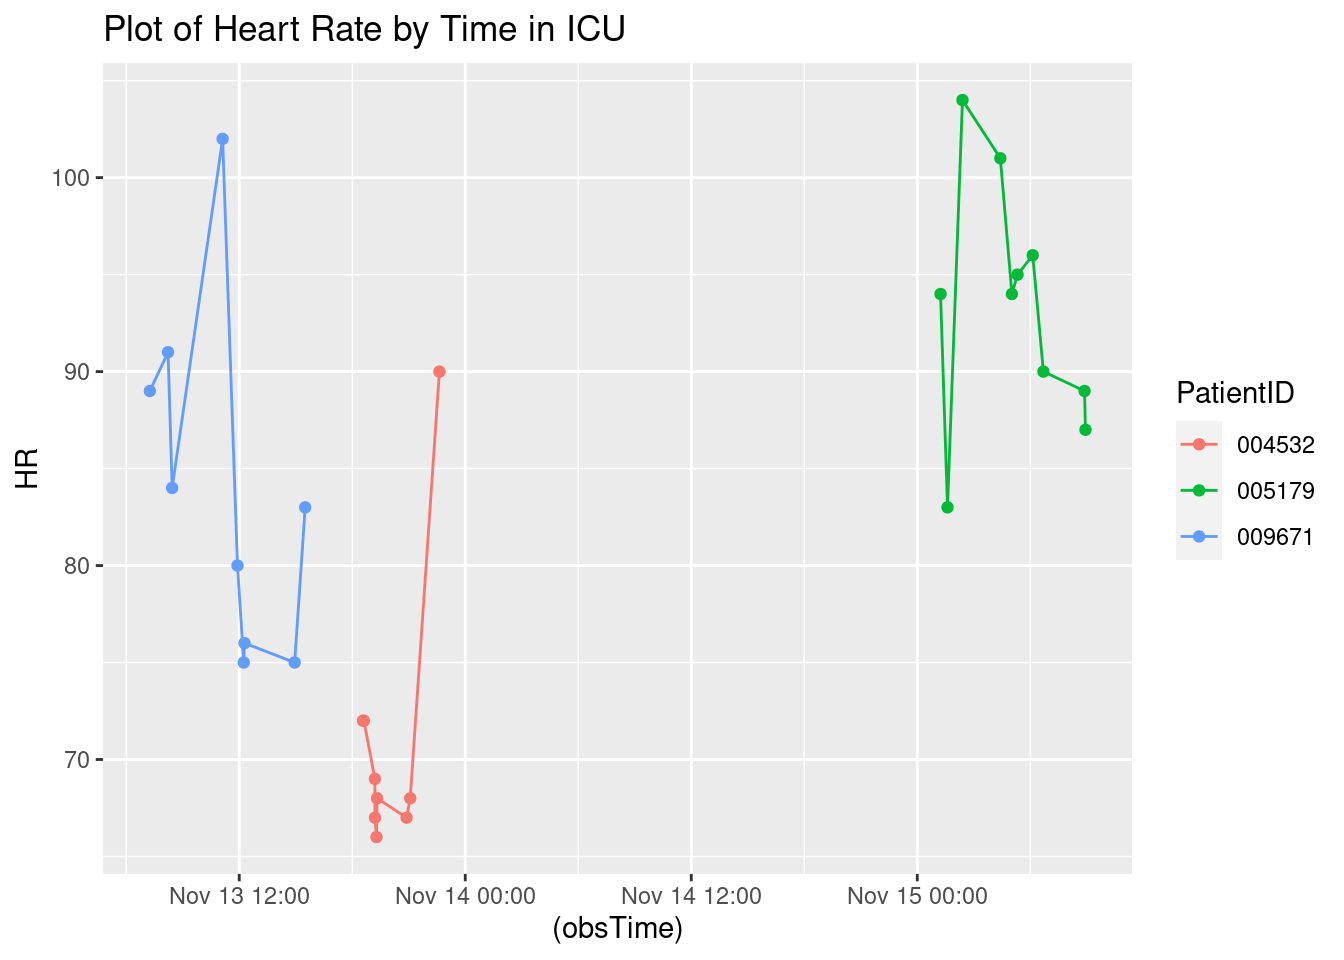 Plot of Heart Rate by Time in ICU
HR
100
90
80
70
Nov 13 12:00
Nov 14 00:00
Nov 14 12:00
Nov 15 00:00
(obsTime)
PatientID
004532
005179
009671